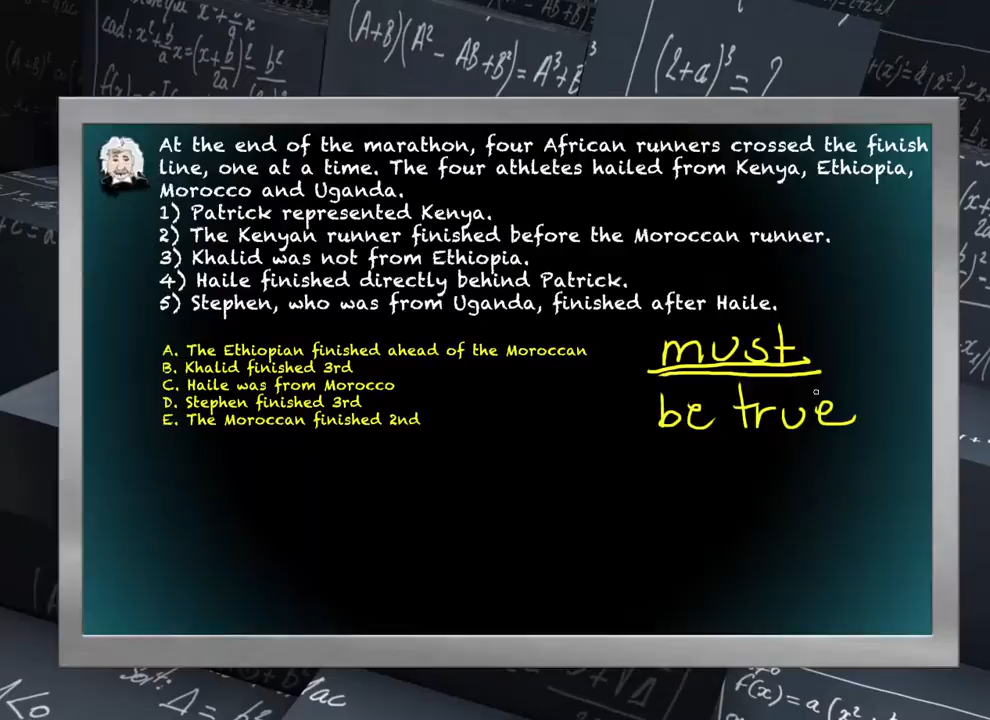 cad: x²+
(A+B)(A² - AB+B²) = A³+B³
(2+a)³ = ?
At the end of the marathon, four African runners crossed the finish
line, one at a time. The four athletes hailed from Kenya, Ethiopia,
Morocco and Uganda.
1) Patrick represented Kenya.
2) The Kenyan runner finished before the Moroccan runner.
3) Khalid was not from Ethiopia.
4) Haile finished directly behind Patrick.
5) Stephen, who was from Uganda, finished after Haile.
A. The Ethiopian finished ahead of the Moroccan
B. Khalid finished 3rd
C. Haile was from Morocco
D. Stephen finished 3rd
E. The Moroccan finished 2nd
must
be true